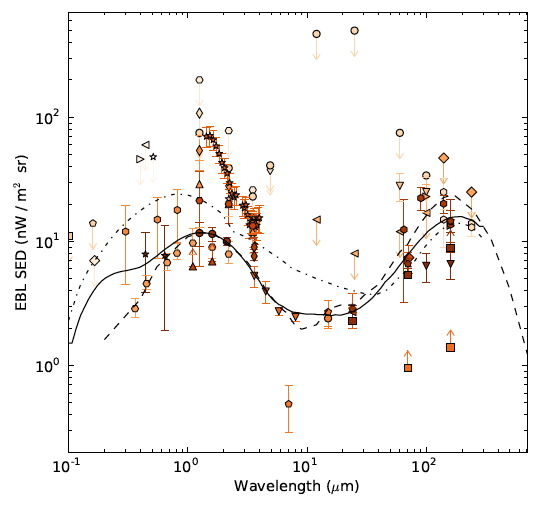 EBL SED (nW / m² sr)
10²
10¹
10⁰
10⁻¹ 10⁰ 10¹ 10²
Wavelength (μm)